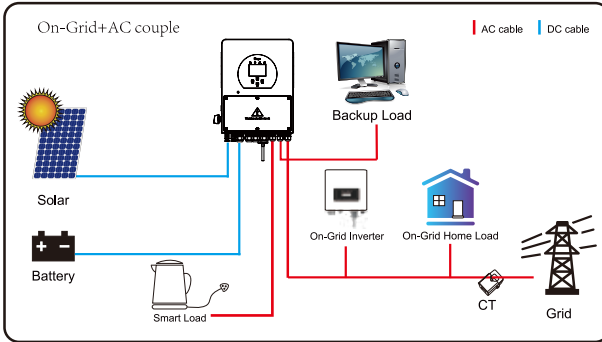 On-Grid+AC couple
AC cable
DC cable
Backup Load
Solar
On-Grid Inverter
On-Grid Home Load
Battery
Smart Load
CT
Grid